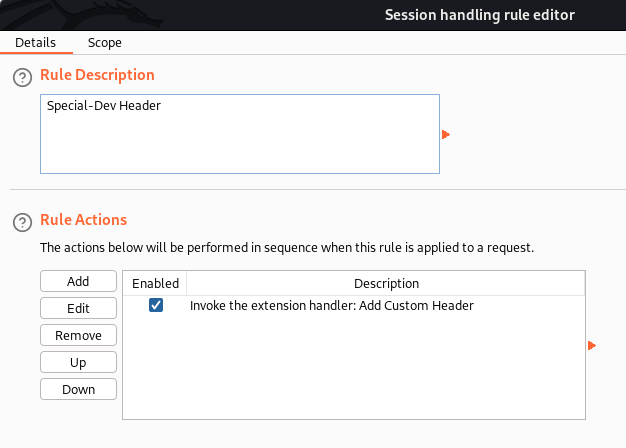 Session handling rule editor
Details Scope
? Rule Description
Special-Dev Header
? Rule Actions
The actions below will be performed in sequence when this rule is applied to a request.
Add
Edit
Remove
Up
Down
Enabled Description
Invoke the extension handler: Add Custom Header